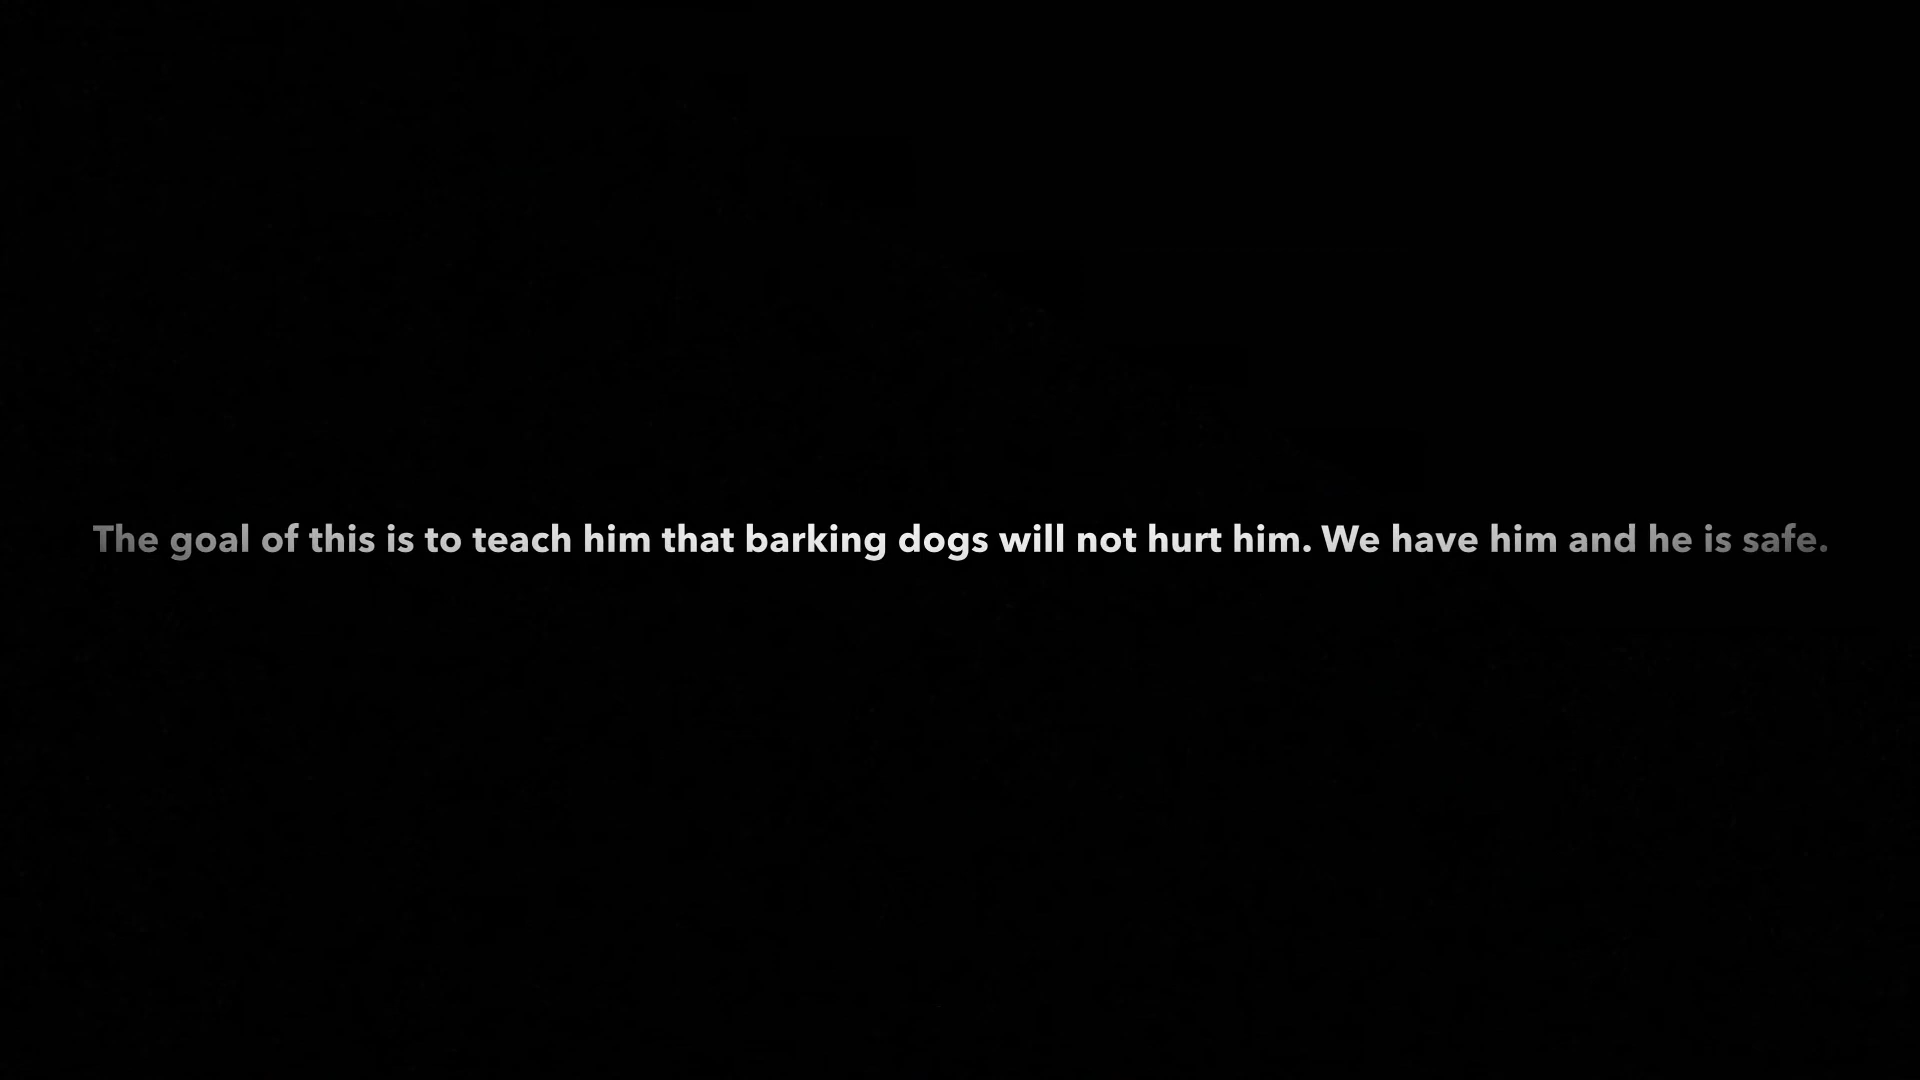 The goal of this is to teach him that barking dogs will not hurt him. We have him and he is safe.